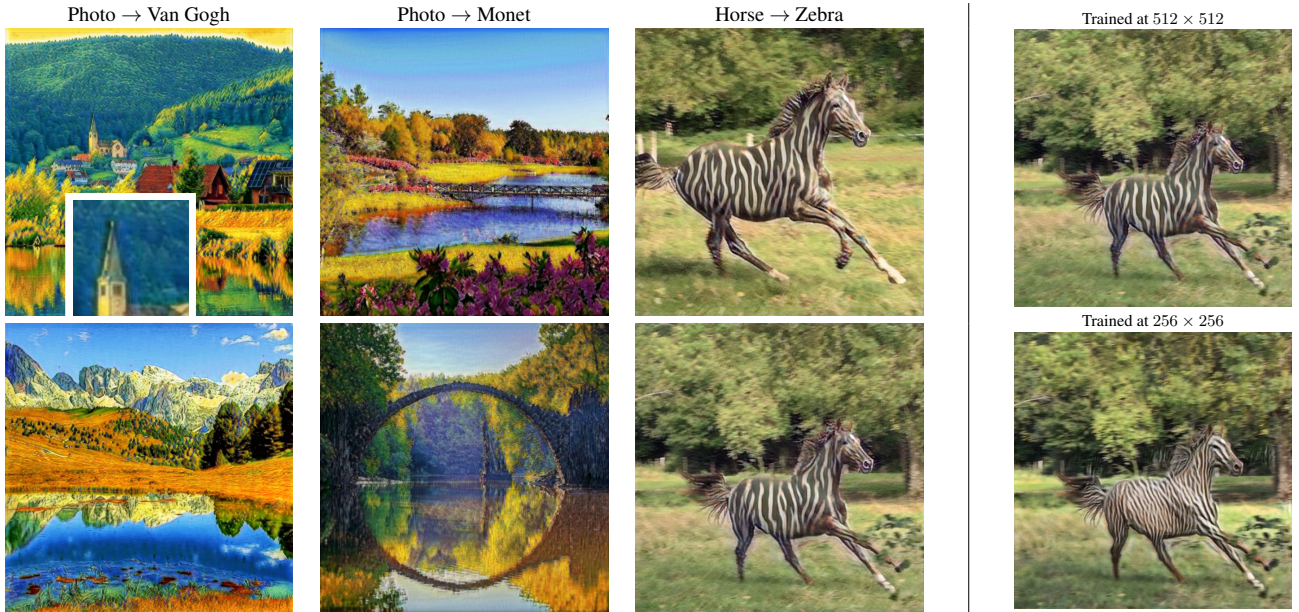 Photo → Van Gogh
Photo → Monet
Horse → Zebra
Trained at 512 × 512
Trained at 256 × 256